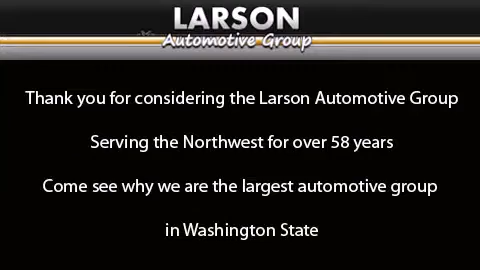 LARSON
Automotive Group
Thank you for considering the Larson Automotive Group
Serving the Northwest for over 58 years
Come see why we are the largest automotive group
in Washington State